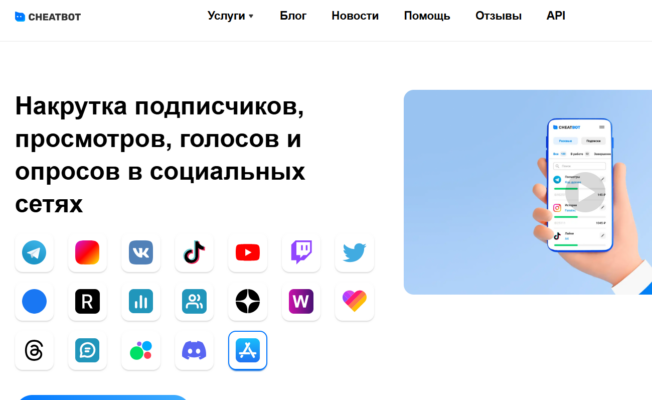 CHEATBOT
Услуги
Блог
Новости
Помощь
Отзывы
API
Накрутка подписчиков,
просмотров, голосов и
опросов в социальных
сетях
CHEATBOT